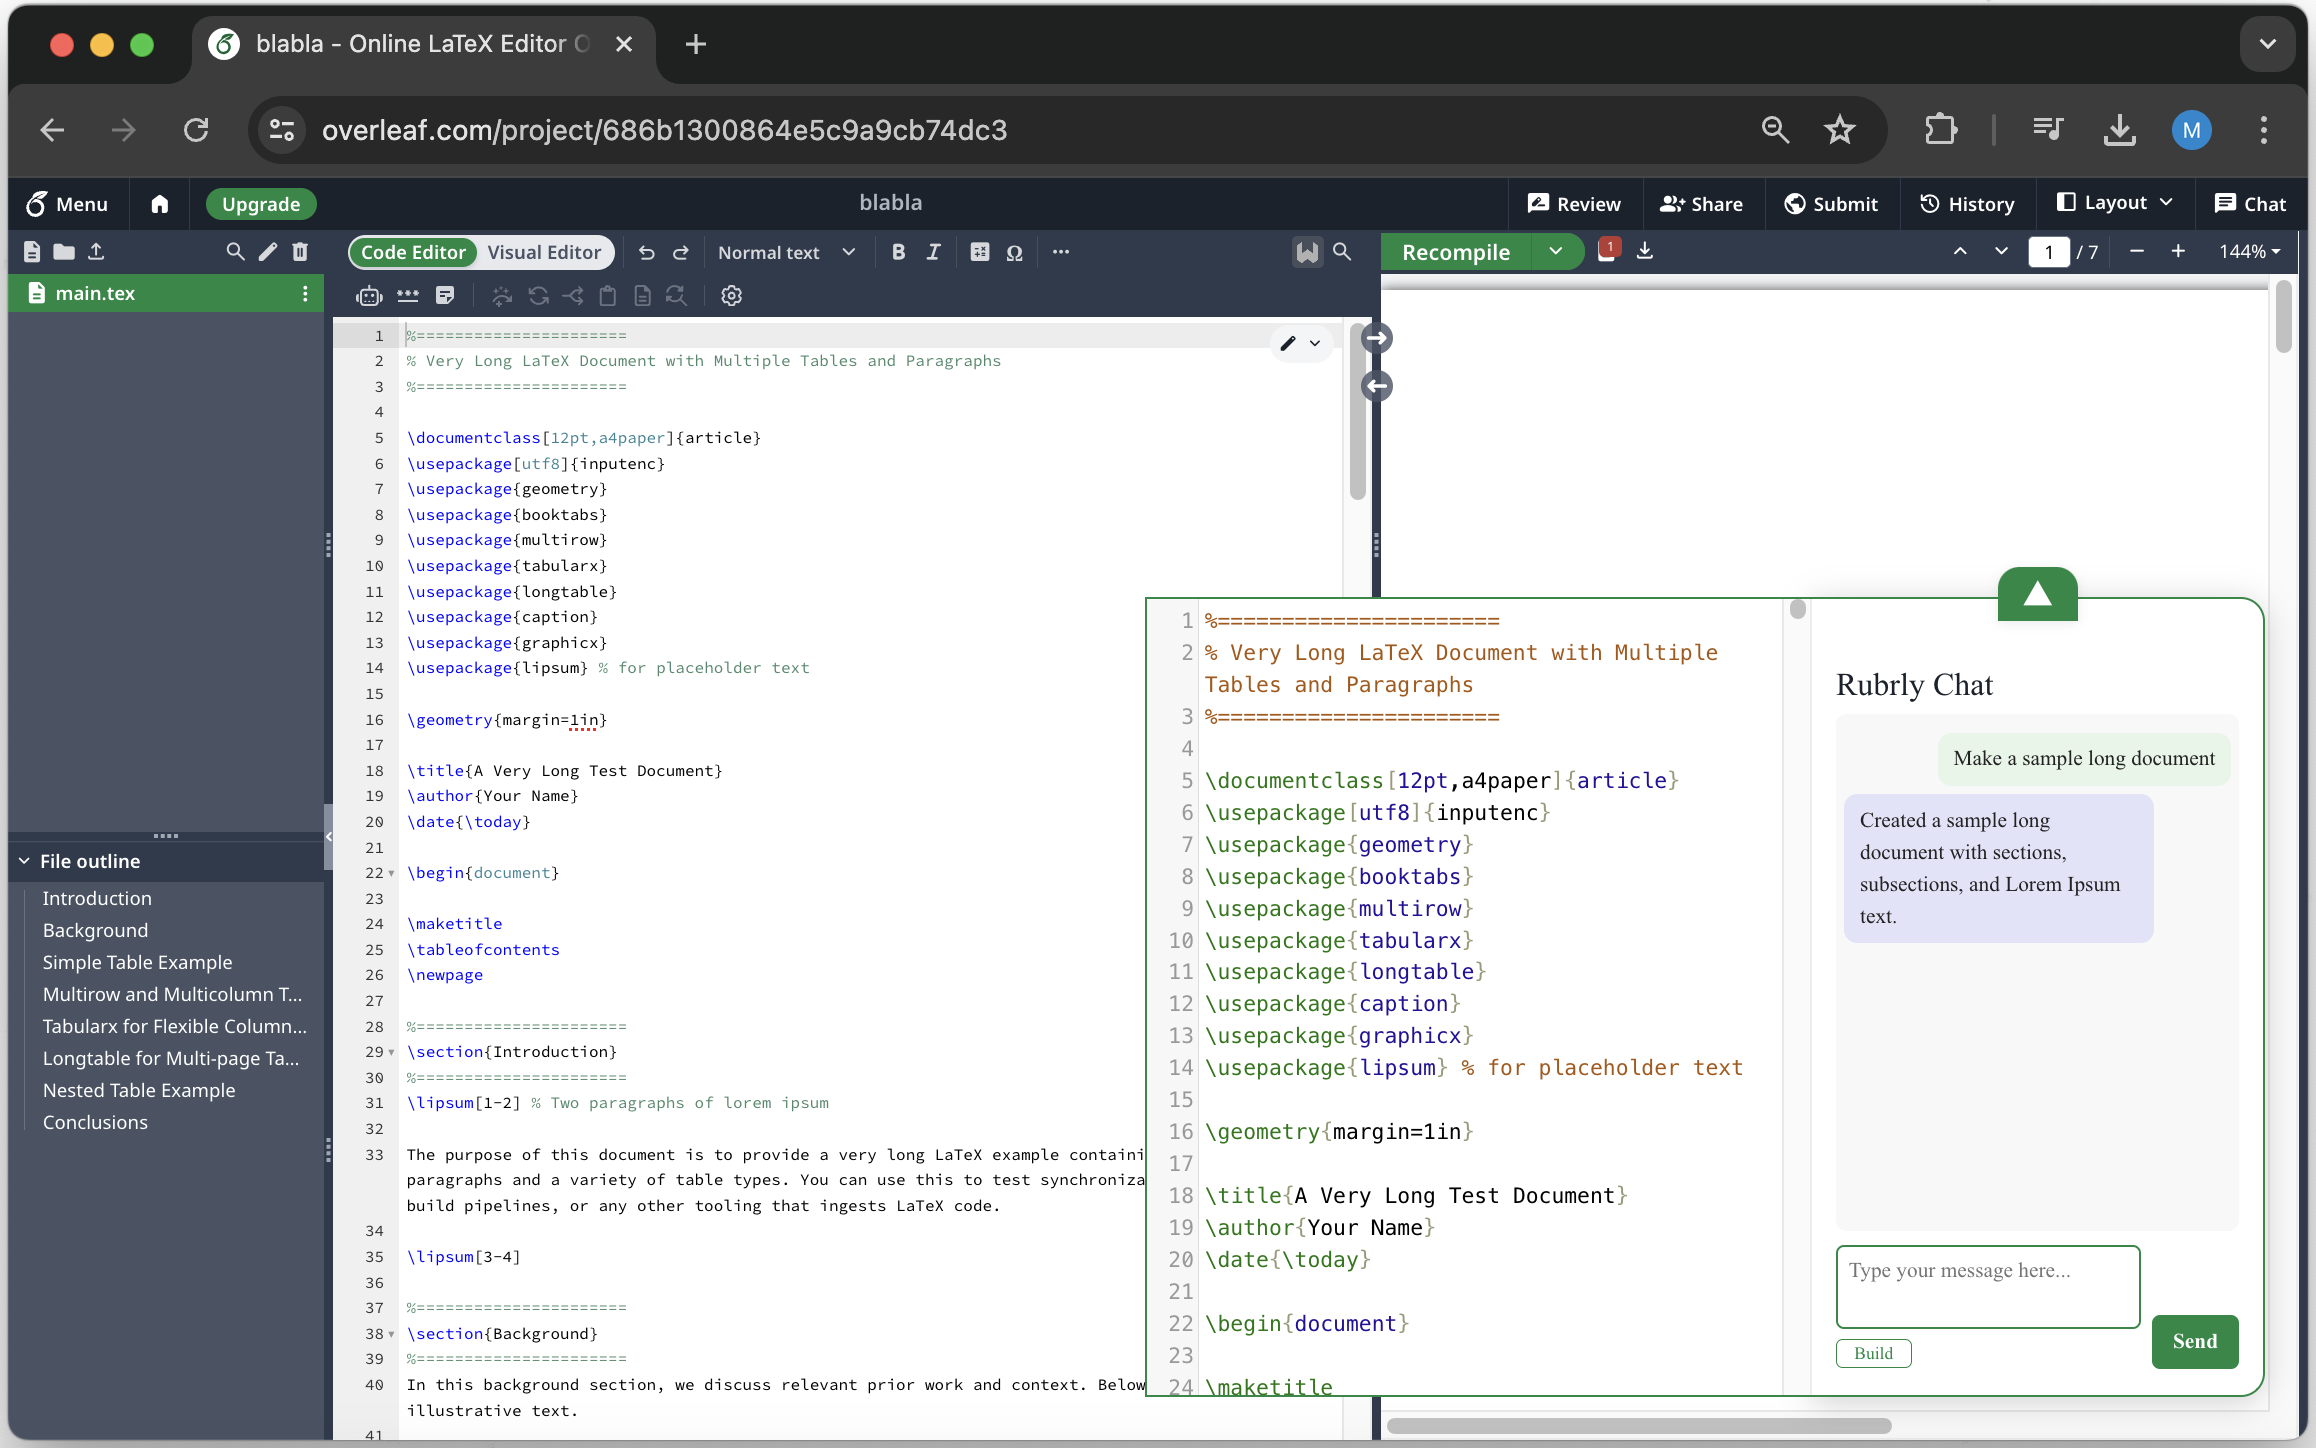 blabla - Online LaTeX Editor
overleaf.com/project/686b1300864e5c9a9cb74dc3
M
Menu
Upgrade
blabla
Review
Share
Submit
History
Layout
Chat
Code Editor
Visual Editor
Normal text
B
I
Ω
Recompile
1
1
/ 7
144%
main.tex
File outline
Introduction
Background
Simple Table Example
Multirow and Multicolumn T...
Tabularx for Flexible Column...
Longtable for Multi-page Ta...
Nested Table Example
Conclusions
1 %======================
2 % Very Long LaTeX Document with Multiple Tables and Paragraphs
3 %======================
4
5 \documentclass[12pt,a4paper]{article}
6 \usepackage[utf8]{inputenc}
7 \usepackage{geometry}
8 \usepackage{booktabs}
9 \usepackage{multirow}
10 \usepackage{tabularx}
11 \usepackage{longtable}
12 \usepackage{caption}
13 \usepackage{graphicx}
14 \usepackage{lipsum} % for placeholder text
15
16 \geometry{margin=1in}
17
18 \title{A Very Long Test Document}
19 \author{Your Name}
20 \date{\today}
21
22 \begin{document}
23
24 \maketitle
25 \tableofcontents
26 \newpage
27
28 %======================
29 \section{Introduction}
30 %======================
31 \lipsum[1-2] % Two paragraphs of lorem ipsum
32
33 The purpose of this document is to provide a very long LaTeX example containi
paragraphs and a variety of table types. You can use this to test synchroniza
build pipelines, or any other tooling that ingests LaTeX code.
34
35 \lipsum[3-4]
36
37 %======================
38 \section{Background}
39 %======================
40 In this background section, we discuss relevant prior work and context. Below
illustrative text.
41
1 %======================
2 % Very Long LaTeX Document with Multiple
Tables and Paragraphs
3 %======================
4
5 \documentclass[12pt,a4paper]{article}
6 \usepackage[utf8]{inputenc}
7 \usepackage{geometry}
8 \usepackage{booktabs}
9 \usepackage{multirow}
10 \usepackage{tabularx}
11 \usepackage{longtable}
12 \usepackage{caption}
13 \usepackage{graphicx}
14 \usepackage{lipsum} % for placeholder text
15
16 \geometry{margin=1in}
17
18 \title{A Very Long Test Document}
19 \author{Your Name}
20 \date{\today}
21
22 \begin{document}
23
24 \maketitle
Rubrly Chat
Make a sample long document
Created a sample long
document with sections,
subsections, and Lorem Ipsum
text.
Type your message here...
Build
Send